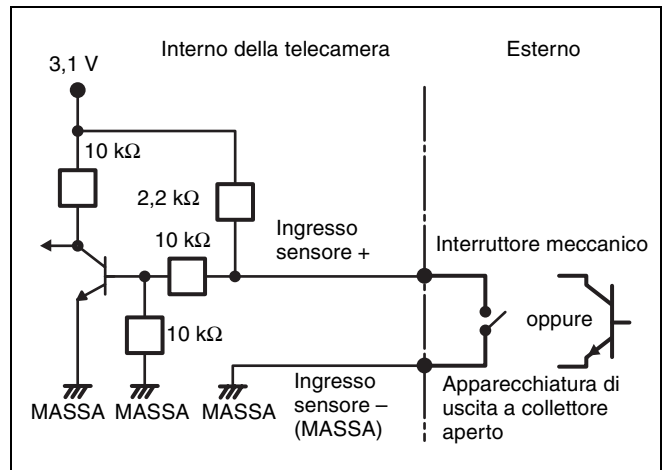 Interno della telecamera
Esterno
3,1 V
10 kΩ
2,2 kΩ
10 kΩ
Ingresso
sensore +
Interruttore meccanico
10 kΩ
oppure
MASSA
MASSA
MASSA
Ingresso
sensore –
(MASSA)
Apparecchiatura di
uscita a collettore
aperto